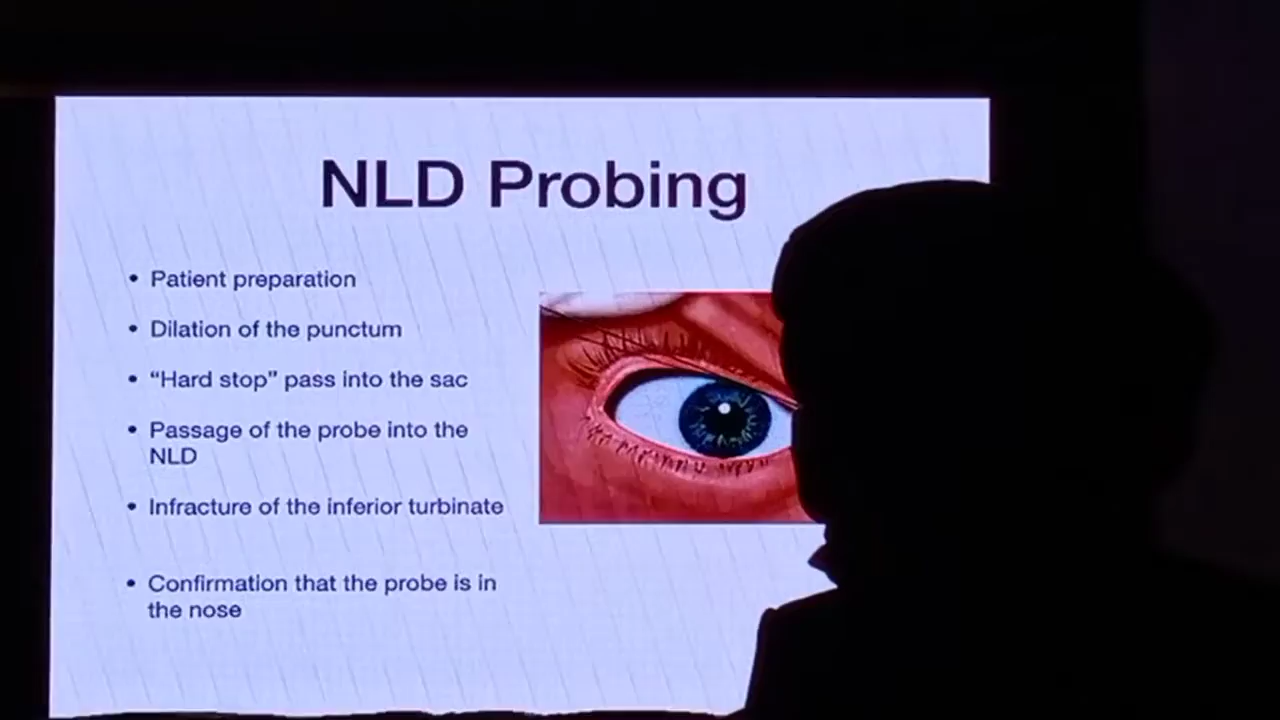 NLD Probing
• Patient preparation
• Dilation of the punctum
• “Hard stop” pass into the sac
• Passage of the probe into the
NLD
• Infracture of the inferior turbinate
• Confirmation that the probe is in
the nose